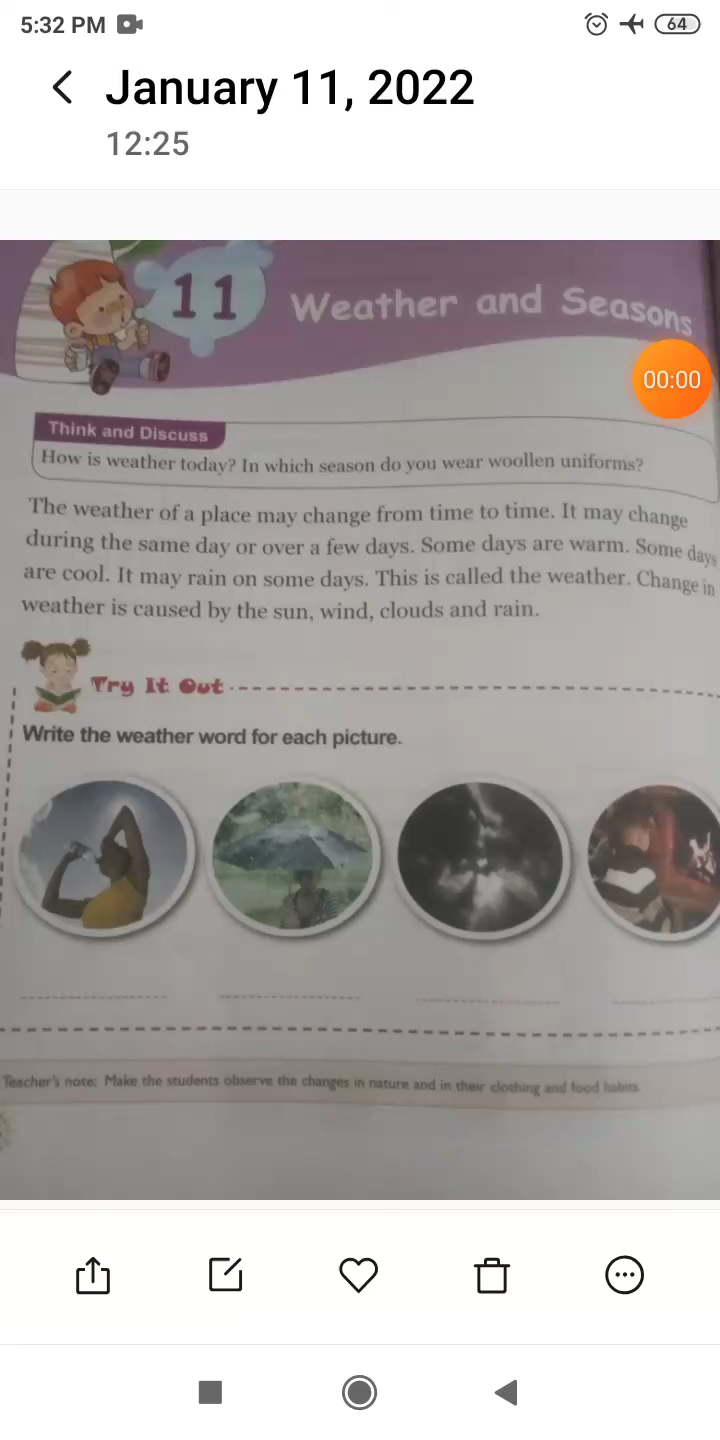 5:32 PM
64
January 11, 2022
12:25
11
Weather and Seasons
00:00
Think and Discuss
How is weather today? In which season do you wear woollen uniforms?
The weather of a place may change from time to time. It may change
during the same day or over a few days. Some days are warm. Some days
are cool. It may rain on some days. This is called the weather. Change in
weather is caused by the sun, wind, clouds and rain.
Try It Out
Write the weather word for each picture.
Teacher's note: Make the students observe the changes in nature and in their clothing and food habits.